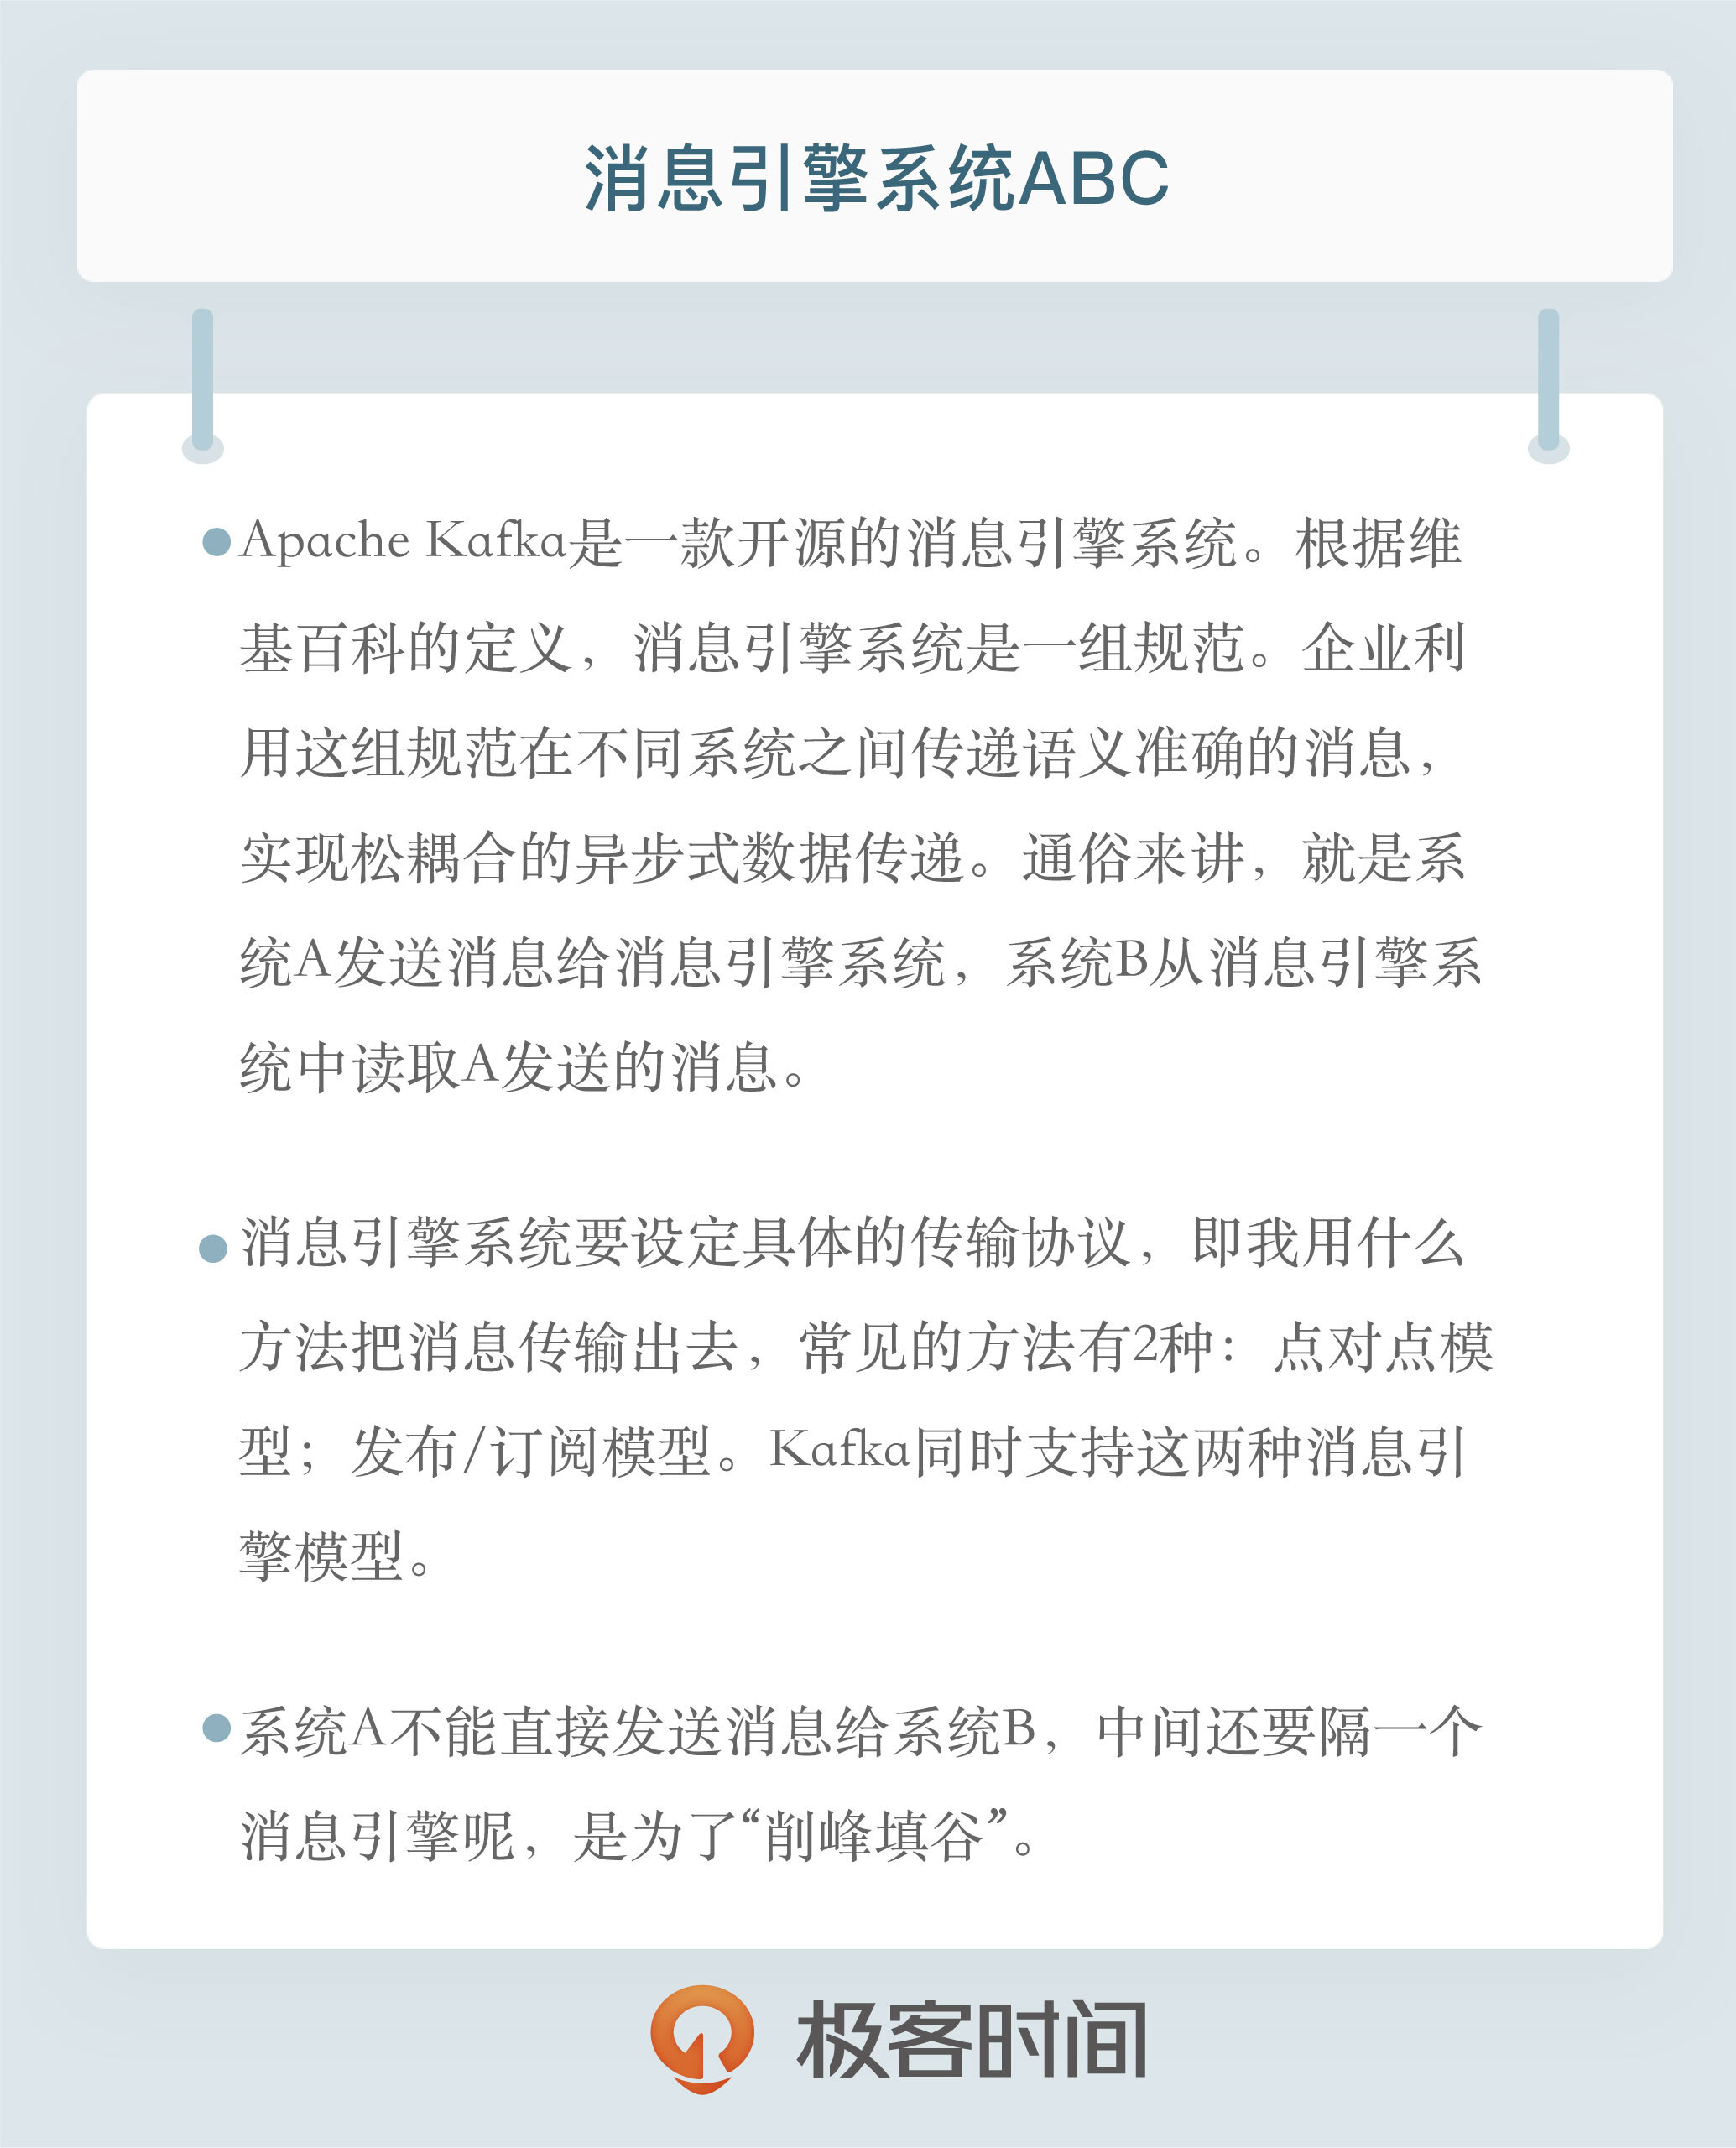 消息引擎系统ABC
Apache Kafka是一款开源的消息引擎系统。根据维
基百科的定义，消息引擎系统是一组规范。企业利
用这组规范在不同系统之间传递语义准确的消息，
实现松耦合的异步式数据传递。通俗来讲，就是系
统A发送消息给消息引擎系统，系统B从消息引擎系
统中读取A发送的消息。
消息引擎系统要设定具体的传输协议，即我用什么
方法把消息传输出去，常见的方法有2种：点对点模
型；发布/订阅模型。Kafka同时支持这两种消息引
擎模型。
系统A不能直接发送消息给系统B，中间还要隔一个
消息引擎呢，是为了“削峰填谷”。
极客时间